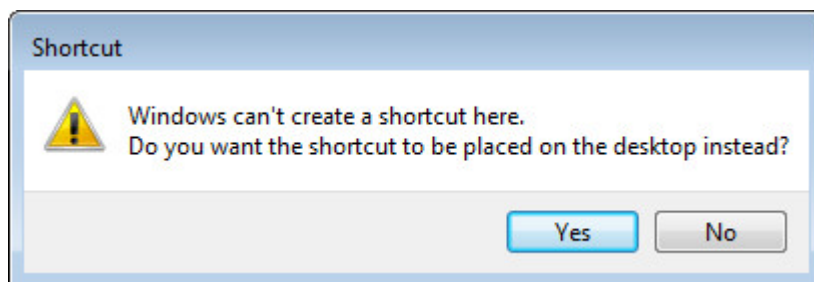 Shortcut
Windows can't create a shortcut here.
Do you want the shortcut to be placed on the desktop instead?
Yes
No